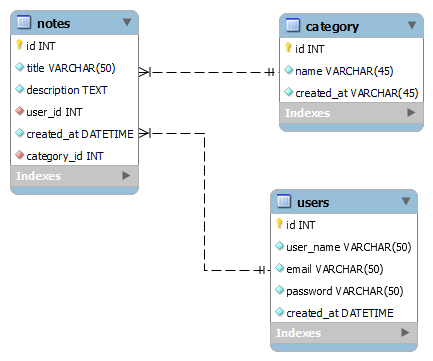 notes
id INT
title VARCHAR(50)
description TEXT
user_id INT
created_at DATETIME
category_id INT
Indexes
category
id INT
name VARCHAR(45)
created_at VARCHAR(45)
Indexes
users
id INT
user_name VARCHAR(50)
email VARCHAR(50)
password VARCHAR(50)
created_at DATETIME
Indexes